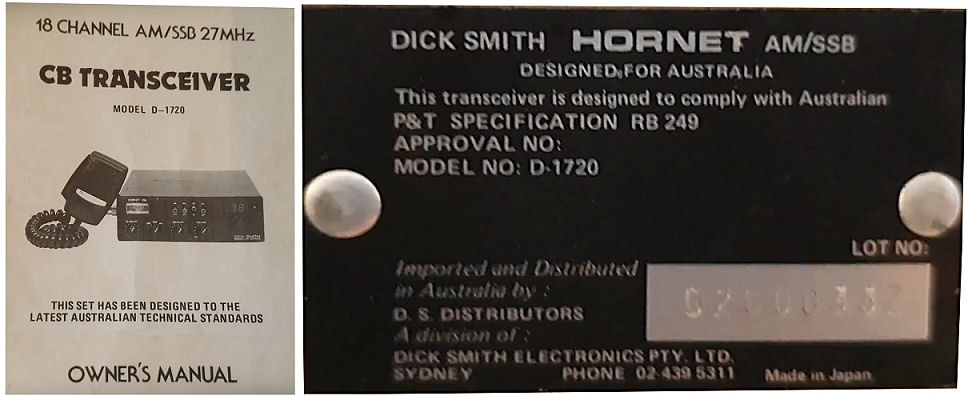 18 CHANNEL AM/SSB 27MHz
CB TRANSCEIVER
MODEL D-1720
HORNET
DICK SMITH
THIS SET HAS BEEN DESIGNED TO THE
LATEST AUSTRALIAN TECHNICAL STANDARDS
OWNER'S MANUAL
DICK SMITH HORNET AM/SSB
DESIGNED FOR AUSTRALIA
This transceiver is designed to comply with Australian
P&T SPECIFICATION RB 249
APPROVAL NO:
MODEL NO: D-1720
LOT NO:
Imported and Distributed
in Australia by :
D. S. DISTRIBUTORS
A division of :
DICK SMITH ELECTRONICS PTY. LTD.
SYDNEY PHONE 02-439 5311 Made in Japan